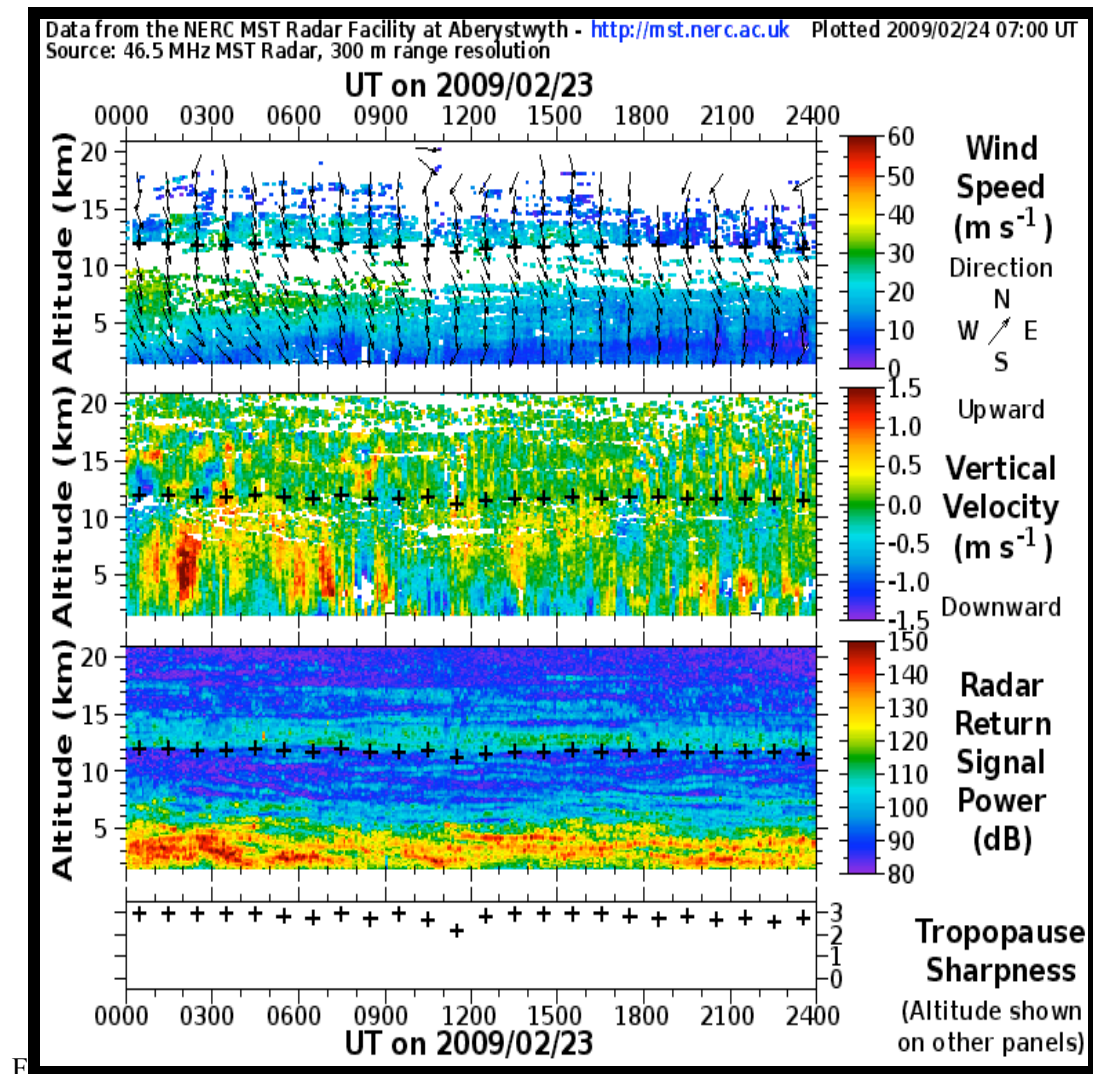 Data from the NERC MST Radar Facility at Aberystwyth - http://mst.nerc.ac.uk Plotted 2009/02/24 07:00 UT
Source: 46.5 MHz MST Radar, 300 m range resolution
UT on 2009/02/23
0000 0300 0600 0900 1200 1500 1800 2100 2400
Altitude (km)
20
15
10
5
60
50
40
30
20
10
0
Wind
Speed
(m s-1)
Direction
N
W E
S
Altitude (km)
20
15
10
5
1.5
1.0
0.5
0.0
-0.5
-1.0
-1.5
Upward
Vertical
Velocity
(m s-1)
Downward
Altitude (km)
20
15
10
5
150
140
130
120
110
100
90
80
Radar
Return
Signal
Power
(dB)
3
2
1
0
Tropopause
Sharpness
(Altitude shown
on other panels)
0000 0300 0600 0900 1200 1500 1800 2100 2400
UT on 2009/02/23